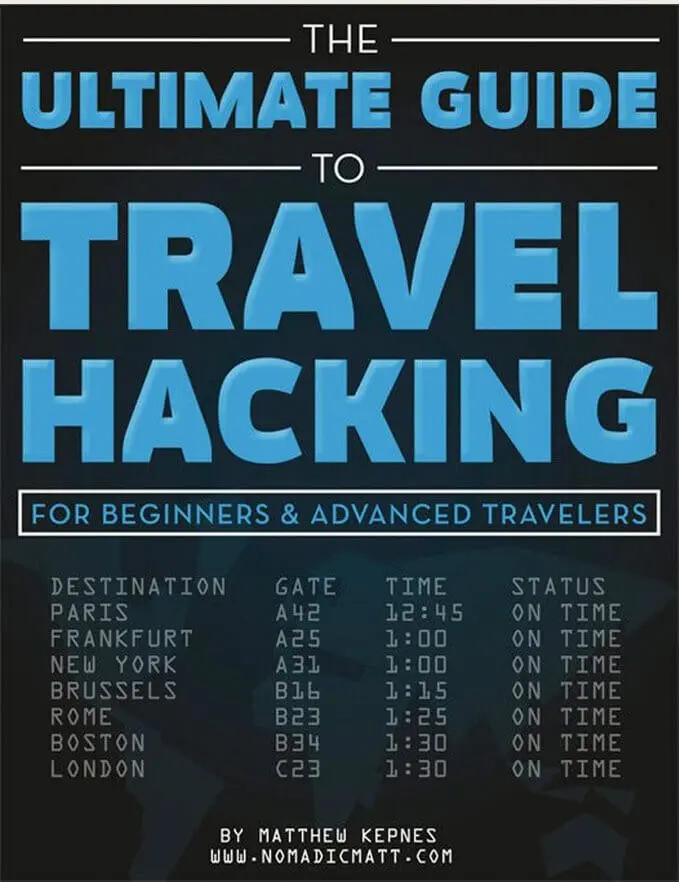 THE
ULTIMATE GUIDE
TO
TRAVEL
HACKING
FOR BEGINNERS & ADVANCED TRAVELERS
DESTINATION GATE TIME STATUS
PARIS A42 12:45 ON TIME
FRANKFURT A25 1:00 ON TIME
NEW YORK A31 1:00 ON TIME
BRUSSELS B16 1:15 ON TIME
ROME B23 1:25 ON TIME
BOSTON B34 1:30 ON TIME
LONDON C23 1:30 ON TIME
BY MATTHEW KEPNES
WWW.NOMADICMATT.COM